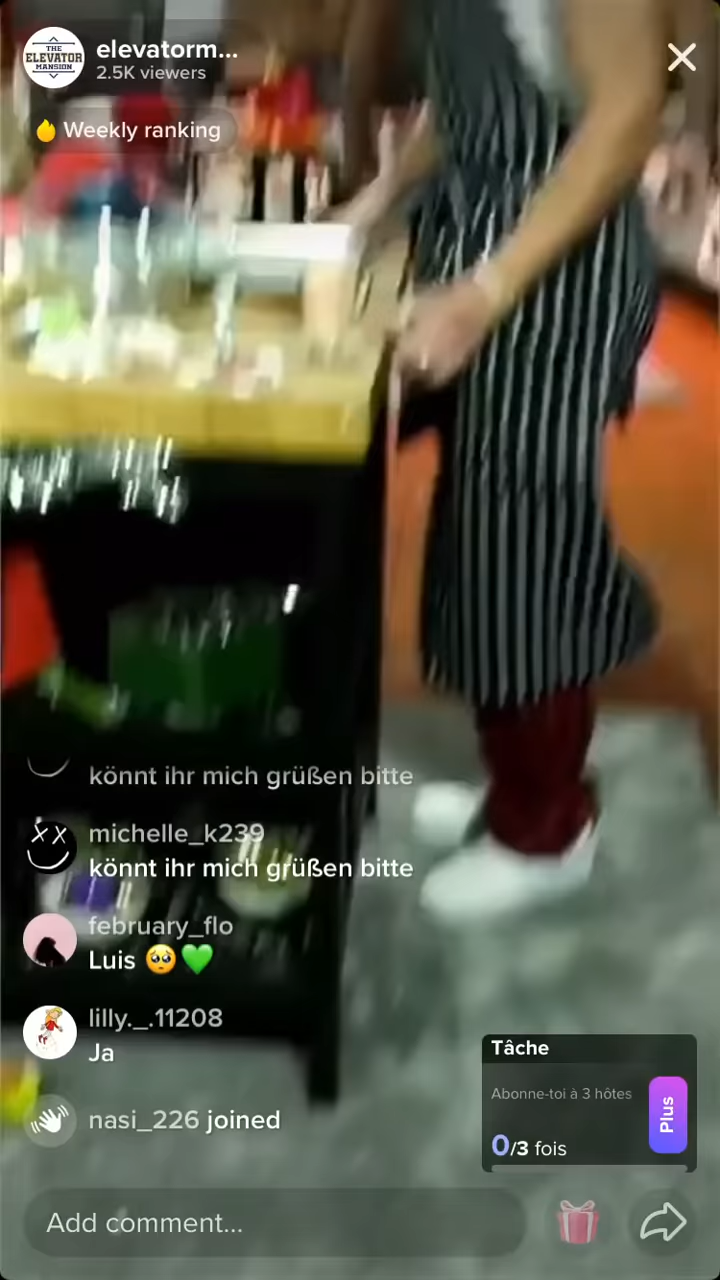 THE
ELEVATOR
MANSION
elevatorm...
2.5K viewers
Weekly ranking
könnt ihr mich grüßen bitte
michelle_k239
könnt ihr mich grüßen bitte
february_flo
Luis 🥺💚
lilly._.11208
Ja
nasi_226 joined
Tâche
Abonne-toi à 3 hôtes
0/3 fois
Plus
Add comment...